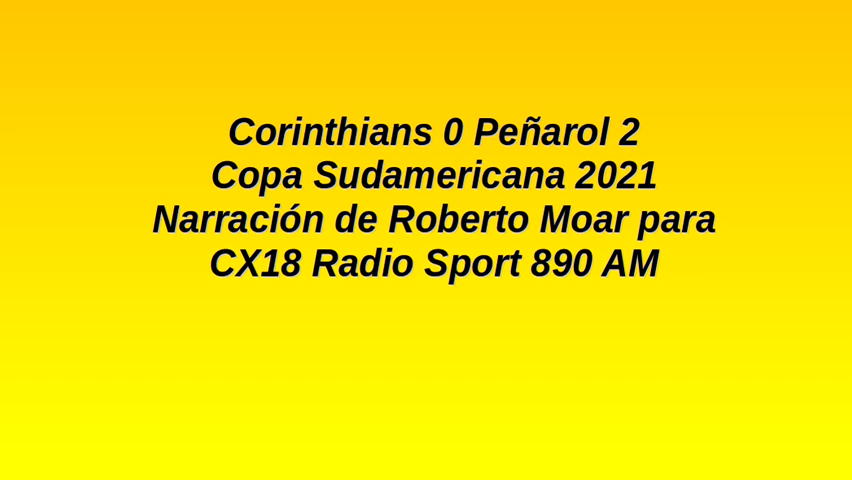 Corinthians 0 Peñarol 2
Copa Sudamericana 2021
Narración de Roberto Moar para
CX18 Radio Sport 890 AM